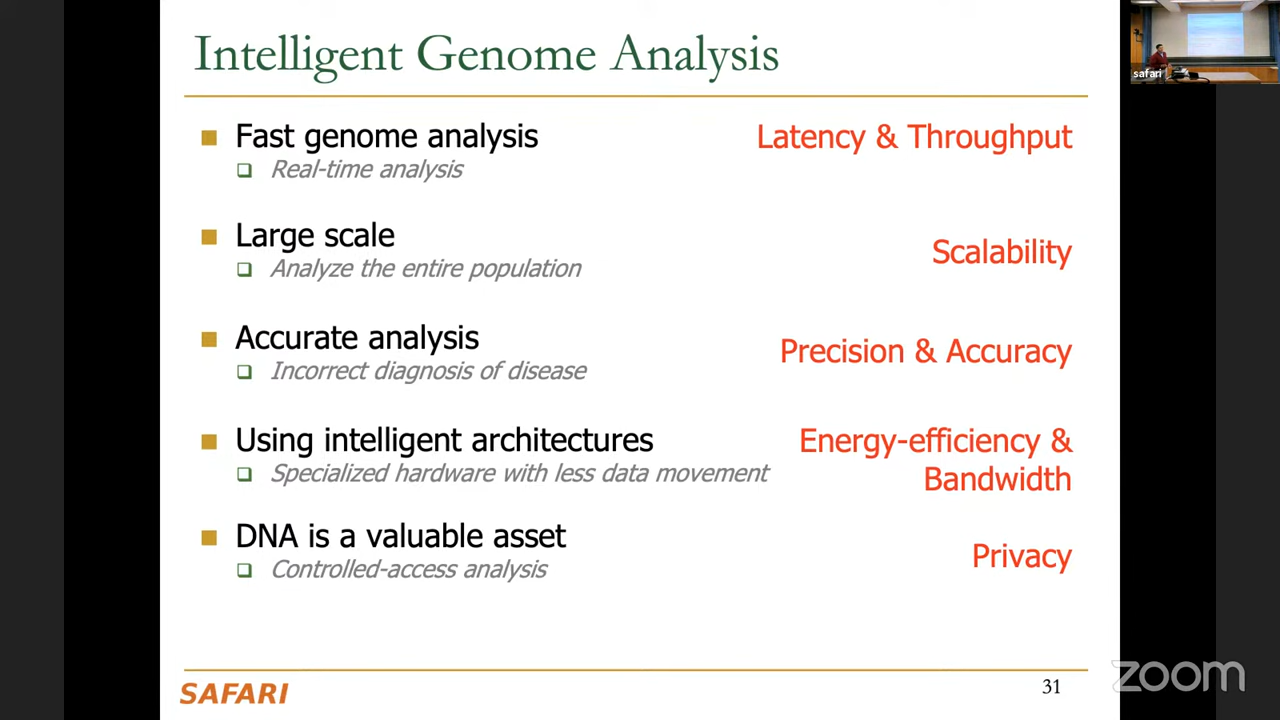 Intelligent Genome Analysis
Fast genome analysis
Latency & Throughput
Real-time analysis
Large scale
Scalability
Analyze the entire population
Accurate analysis
Precision & Accuracy
Incorrect diagnosis of disease
Using intelligent architectures
Energy-efficiency &
Bandwidth
Specialized hardware with less data movement
DNA is a valuable asset
Privacy
Controlled-access analysis
SAFARI
31
zoom
safari